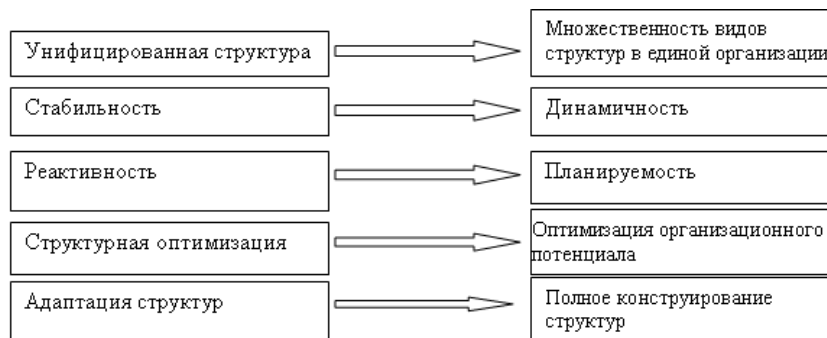 Унифицированная структура
Множественность видов
структур в единой организации
Стабильность
Динамичность
Реактивность
Планируемость
Структурная оптимизация
Оптимизация организационного
потенциала
Адаптация структур
Полное конструирование
структур